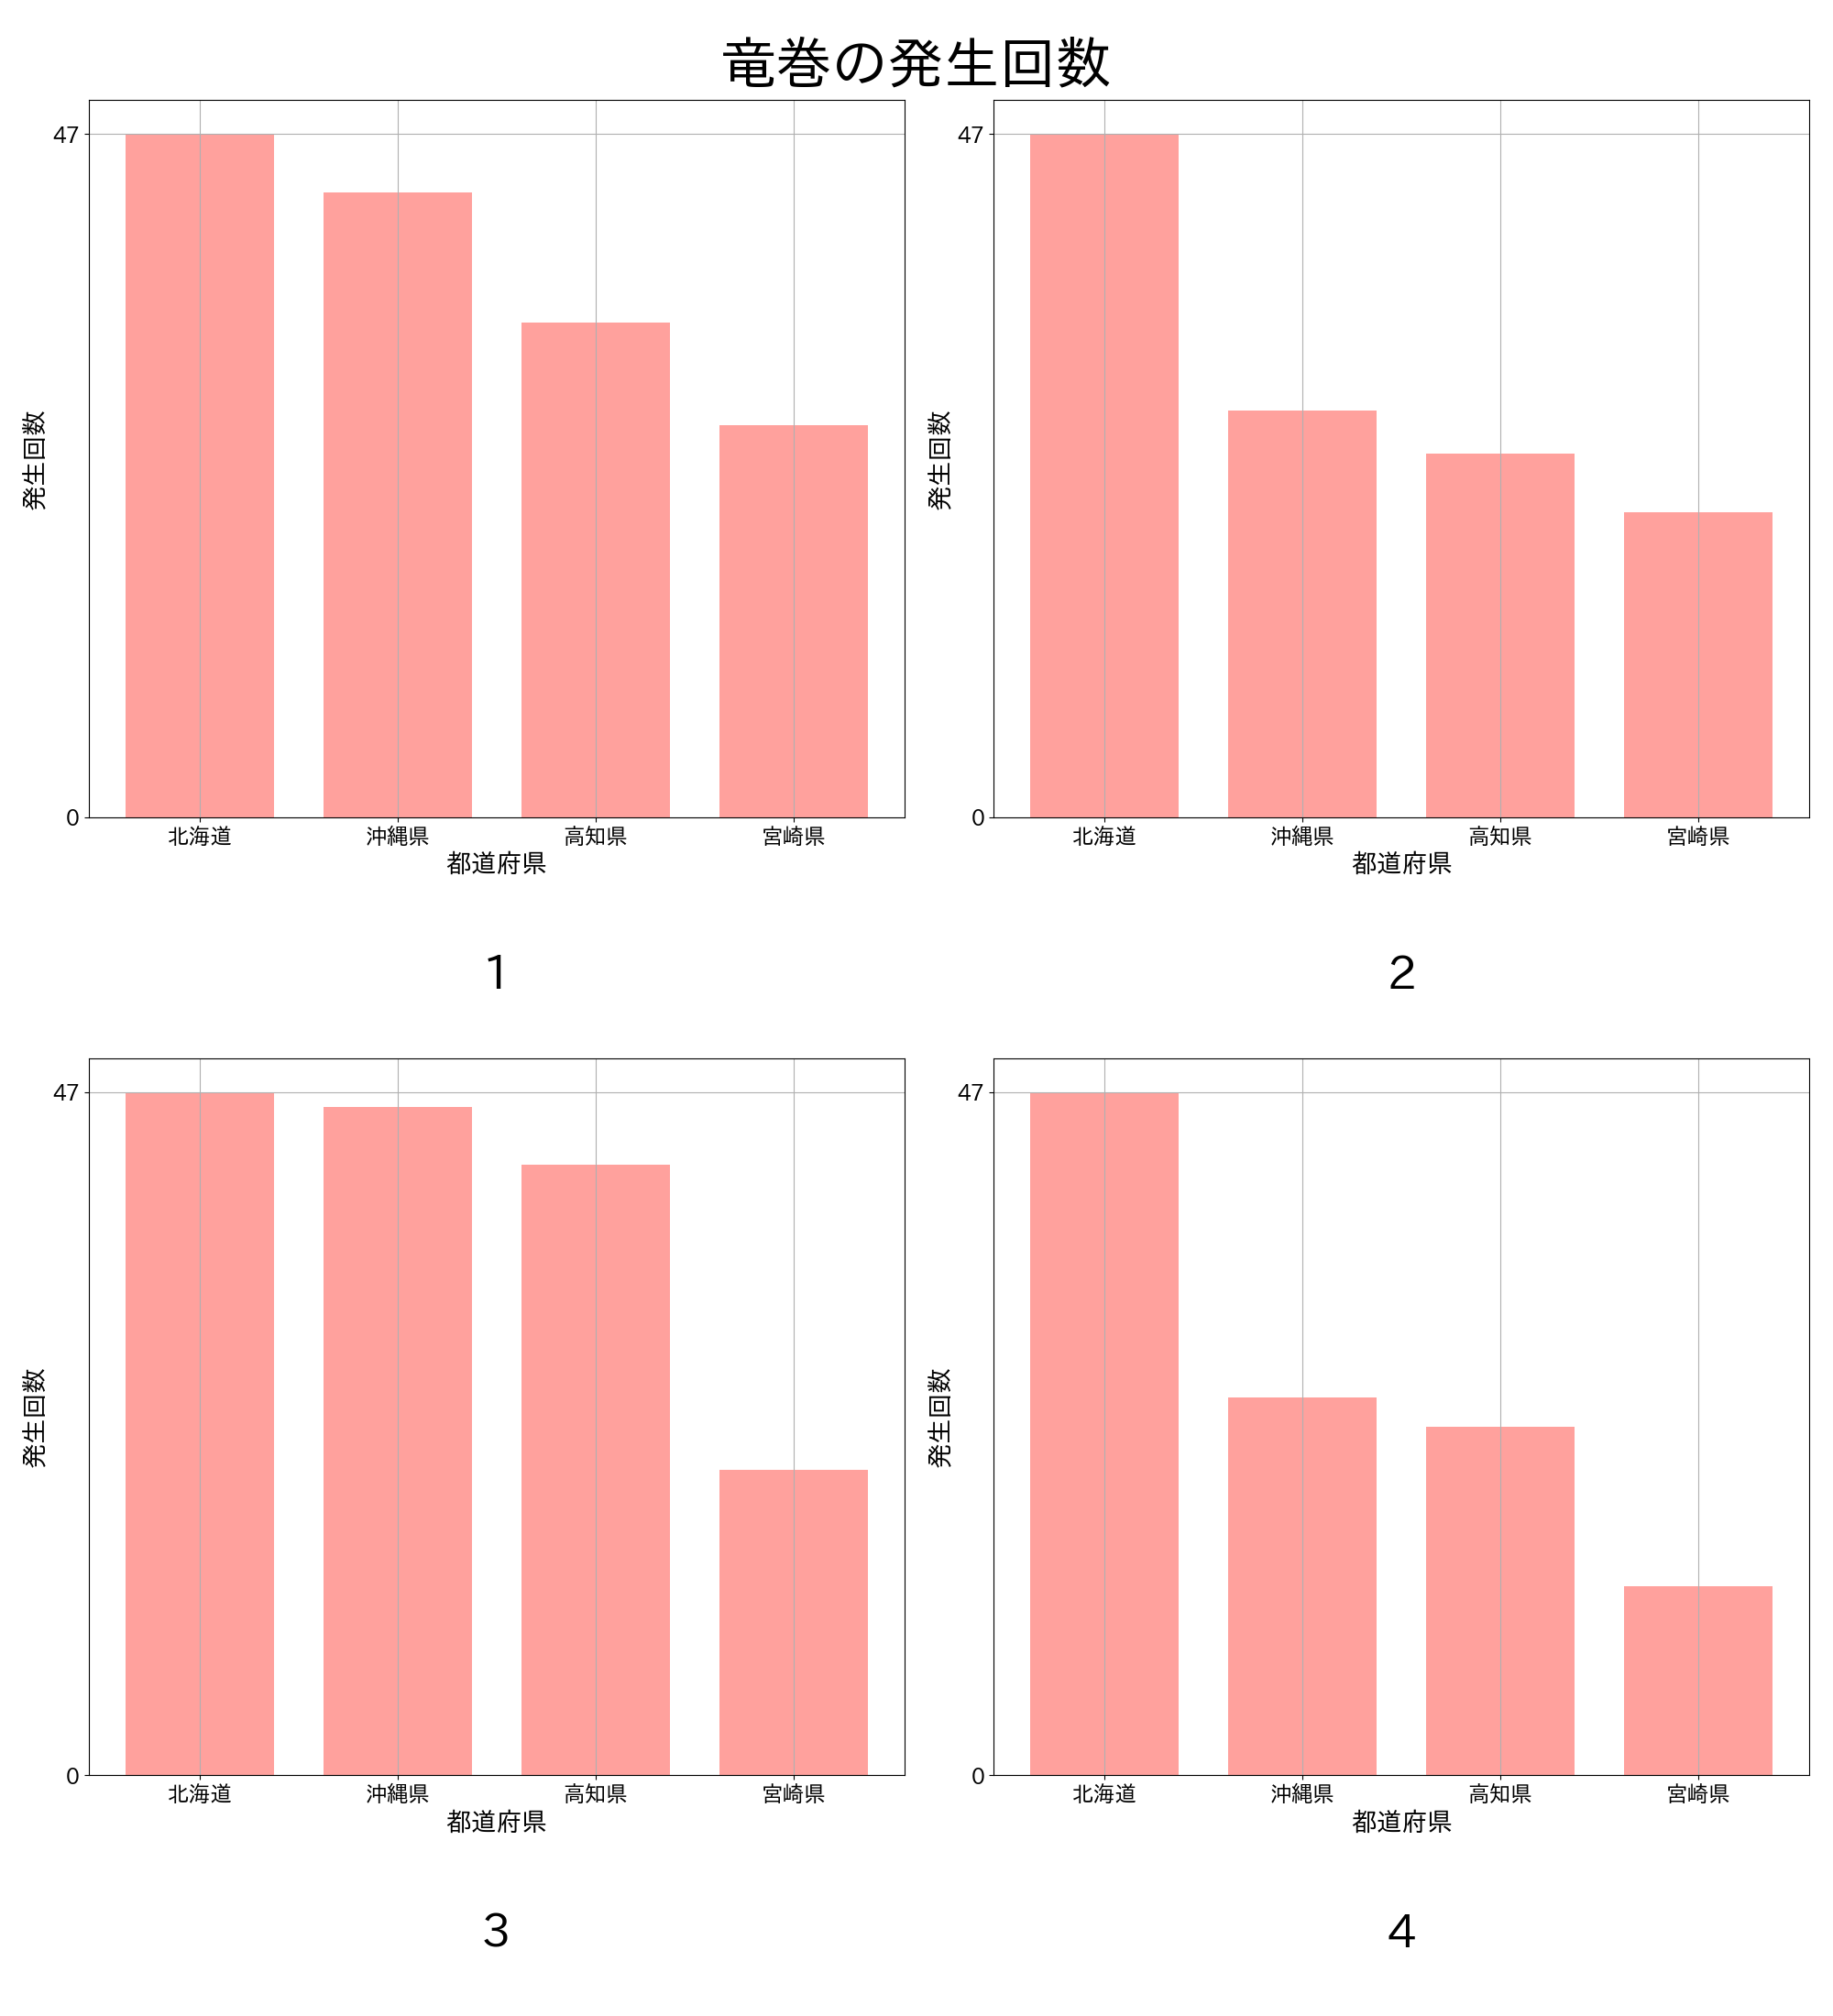 竜巻の発生回数
47
0
発生回数
北海道 沖縄県 高知県 宮崎県
都道府県
1
47
0
発生回数
北海道 沖縄県 高知県 宮崎県
都道府県
2
47
0
発生回数
北海道 沖縄県 高知県 宮崎県
都道府県
3
47
0
発生回数
北海道 沖縄県 高知県 宮崎県
都道府県
4